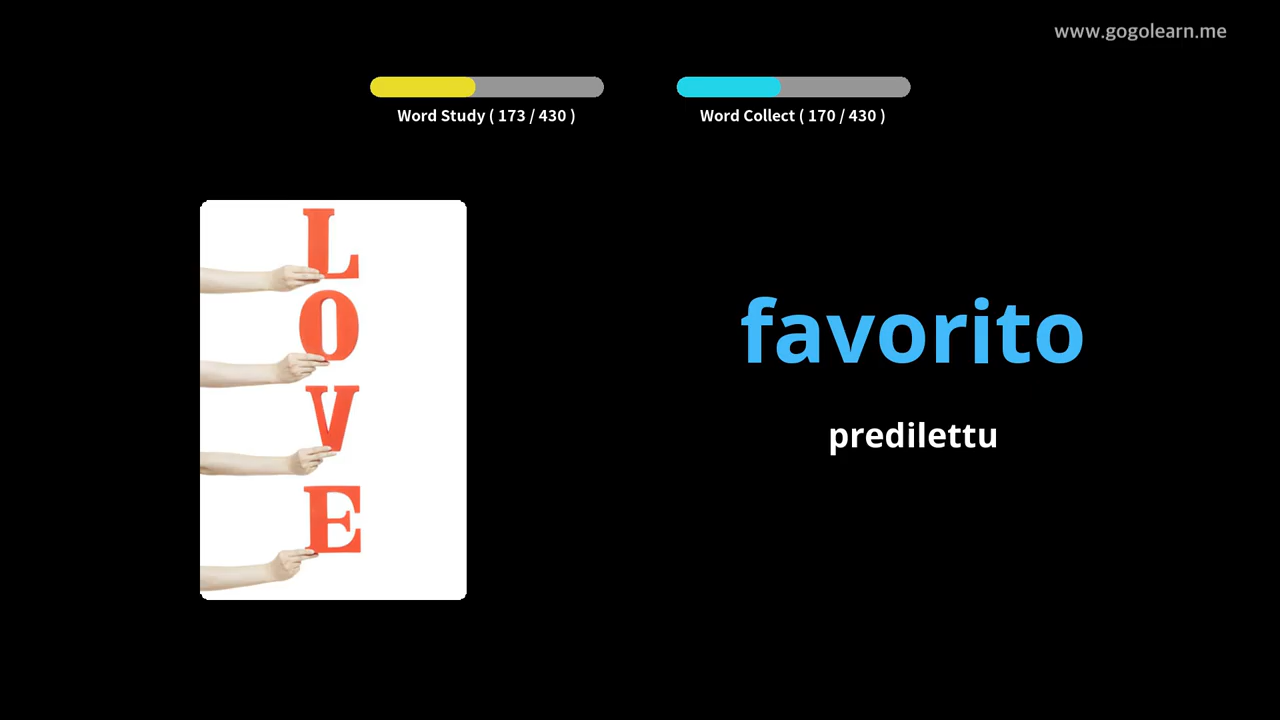 www.gogolearn.me
Word Study ( 173 / 430 )
Word Collect ( 170 / 430 )
L
O
V
E
favorito
predilettu